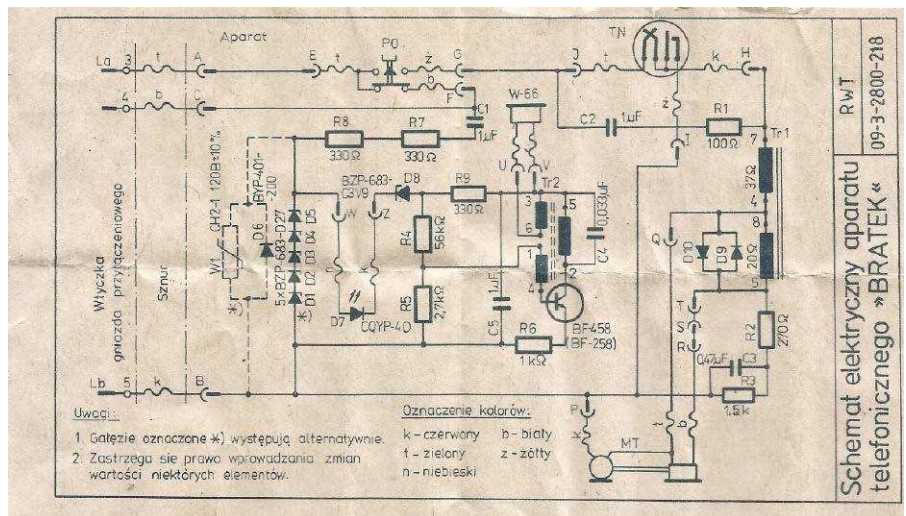 Aparat
La 3 t A
E t PO ż G
b F
J t TN k H
4 b C
C1
1µF
R8
330Ω
R7
330Ω
W-66
U V
C2 1µF
ż
I
R1
100Ω
7
Tr1
37Ω
4
8
20Ω
5
BZP-683-
C3V9
D8
R9
330Ω
Tr2
3
6
1
4
5
2
0,033µF
C4
W Z
R4
56kΩ
R5
2,7kΩ
n k
D7
CQYP-40
1µF
C5
R6
1kΩ
BF-458
(BF-258)
Q
D10 D9
T
S
R
R2
270Ω
0,47µF C3
R3
1,5k
W1 CH2-1 120B±10%
BYP-401-
-200
D6
*)
5xBZP-683-D27
D1 D2 D3 D4 D5
*)
Wtyczka
gniazda przyłączeniowego
Sznur
Lb 5 k B
P
k
MT
t b
Uwagi:
1. Gałęzie oznaczone *) występują alternatywnie.
2. Zastrzega się prawo wprowadzania zmian
wartości niektórych elementów.
Oznaczenie kolorów:
k - czerwony b - biały
t - zielony ż - żółty
n - niebieski
Schemat elektryczny aparatu
telefonicznego »BRATEK«
RWT
09-3-2800-218